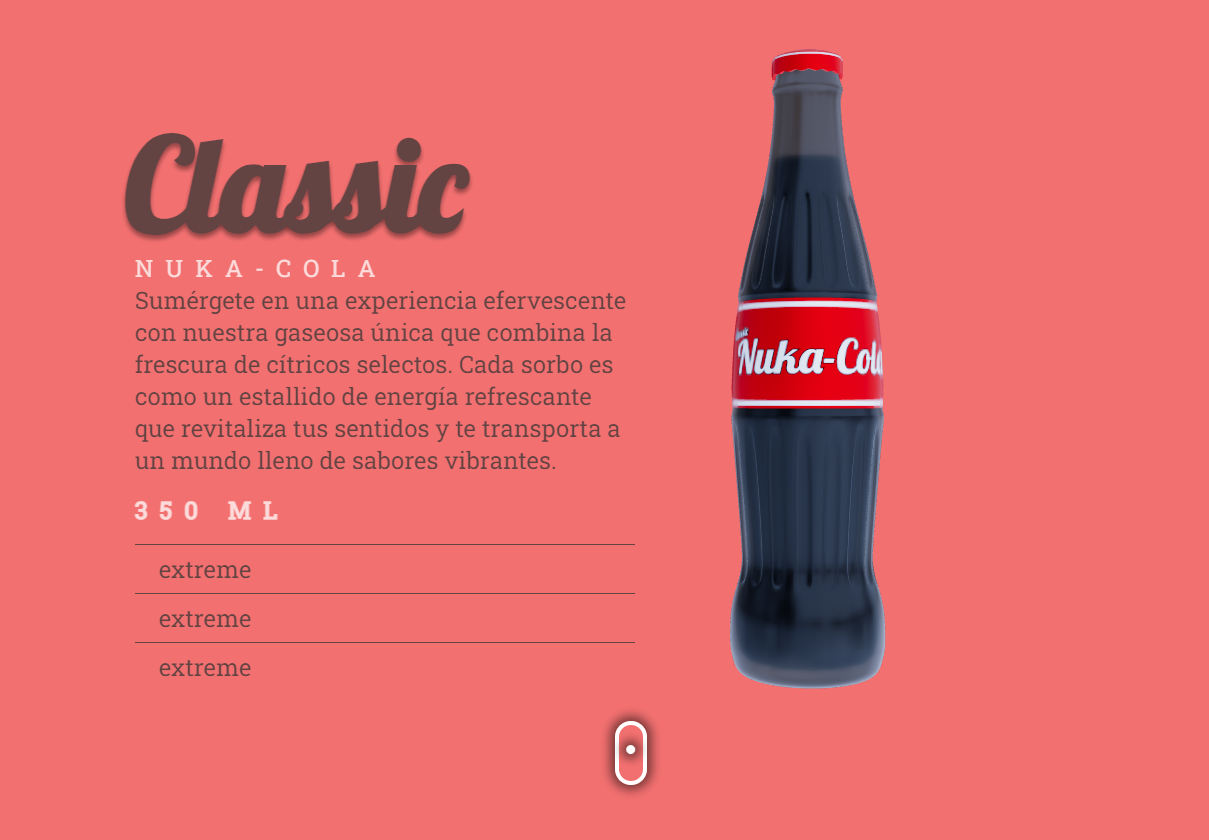 Classic
NUKA-COLA
Sumérgete en una experiencia efervescente
con nuestra gaseosa única que combina la
frescura de cítricos selectos. Cada sorbo es
como un estallido de energía refrescante
que revitaliza tus sentidos y te transporta a
un mundo lleno de sabores vibrantes.
350 ML
extreme
extreme
extreme
Classic
Nuka-Cola